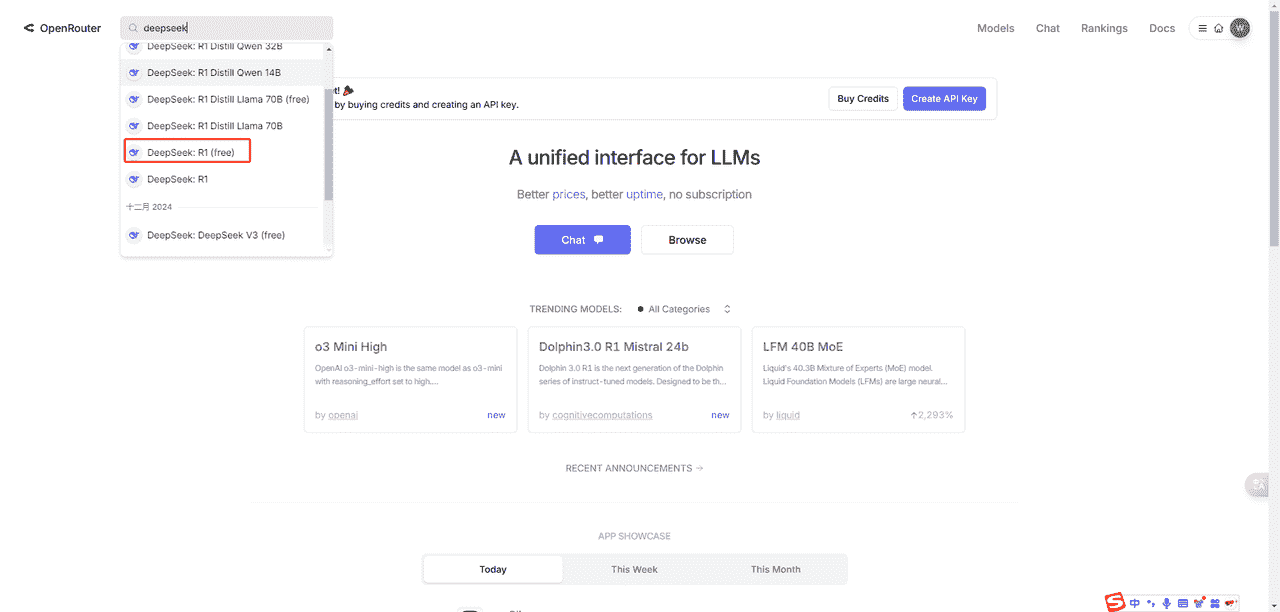 OpenRouter
deepseek
Models
Chat
Rankings
Docs
W
DeepSeek: R1 Distill Qwen 32B
DeepSeek: R1 Distill Qwen 14B
DeepSeek: R1 Distill Llama 70B (free)
DeepSeek: R1 Distill Llama 70B
DeepSeek: R1 (free)
DeepSeek: R1
十二月 2024
DeepSeek: DeepSeek V3 (free)
by buying credits and creating an API key.
Buy Credits
Create API Key
A unified interface for LLMs
Better prices, better uptime, no subscription
Chat
Browse
TRENDING MODELS:
All Categories
o3 Mini High
OpenAI o3-mini-high is the same model as o3-mini
with reasoning_effort set to high....
by openai
new
Dolphin3.0 R1 Mistral 24b
Dolphin 3.0 R1 is the next generation of the Dolphin
series of instruct-tuned models. Designed to be th...
by cognitivecomputations
new
LFM 40B MoE
Liquid's 40.3B Mixture of Experts (MoE) model.
Liquid Foundation Models (LFMs) are large neural...
by liquid
↑2,293%
RECENT ANNOUNCEMENTS →
APP SHOWCASE
Today
This Week
This Month
中